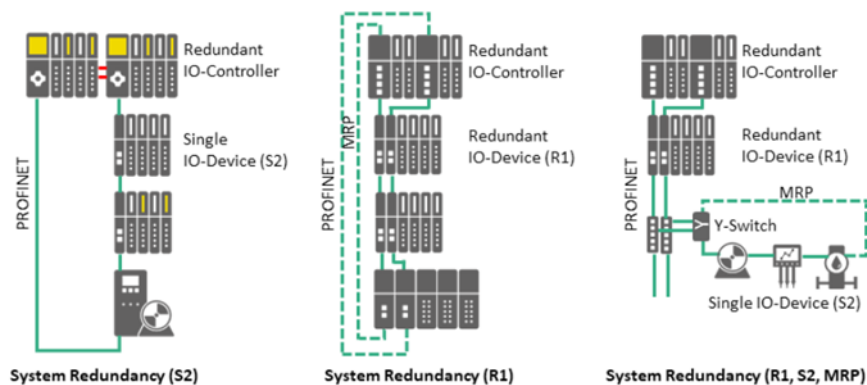 Redundant
IO-Controller
Single
IO-Device (S2)
PROFINET
System Redundancy (S2)
Redundant
IO-Controller
MRP
Redundant
IO-Device (R1)
PROFINET
System Redundancy (R1)
Redundant
IO-Controller
Redundant
IO-Device (R1)
PROFINET
MRP
Y-Switch
Single IO-Device (S2)
System Redundancy (R1, S2, MRP)